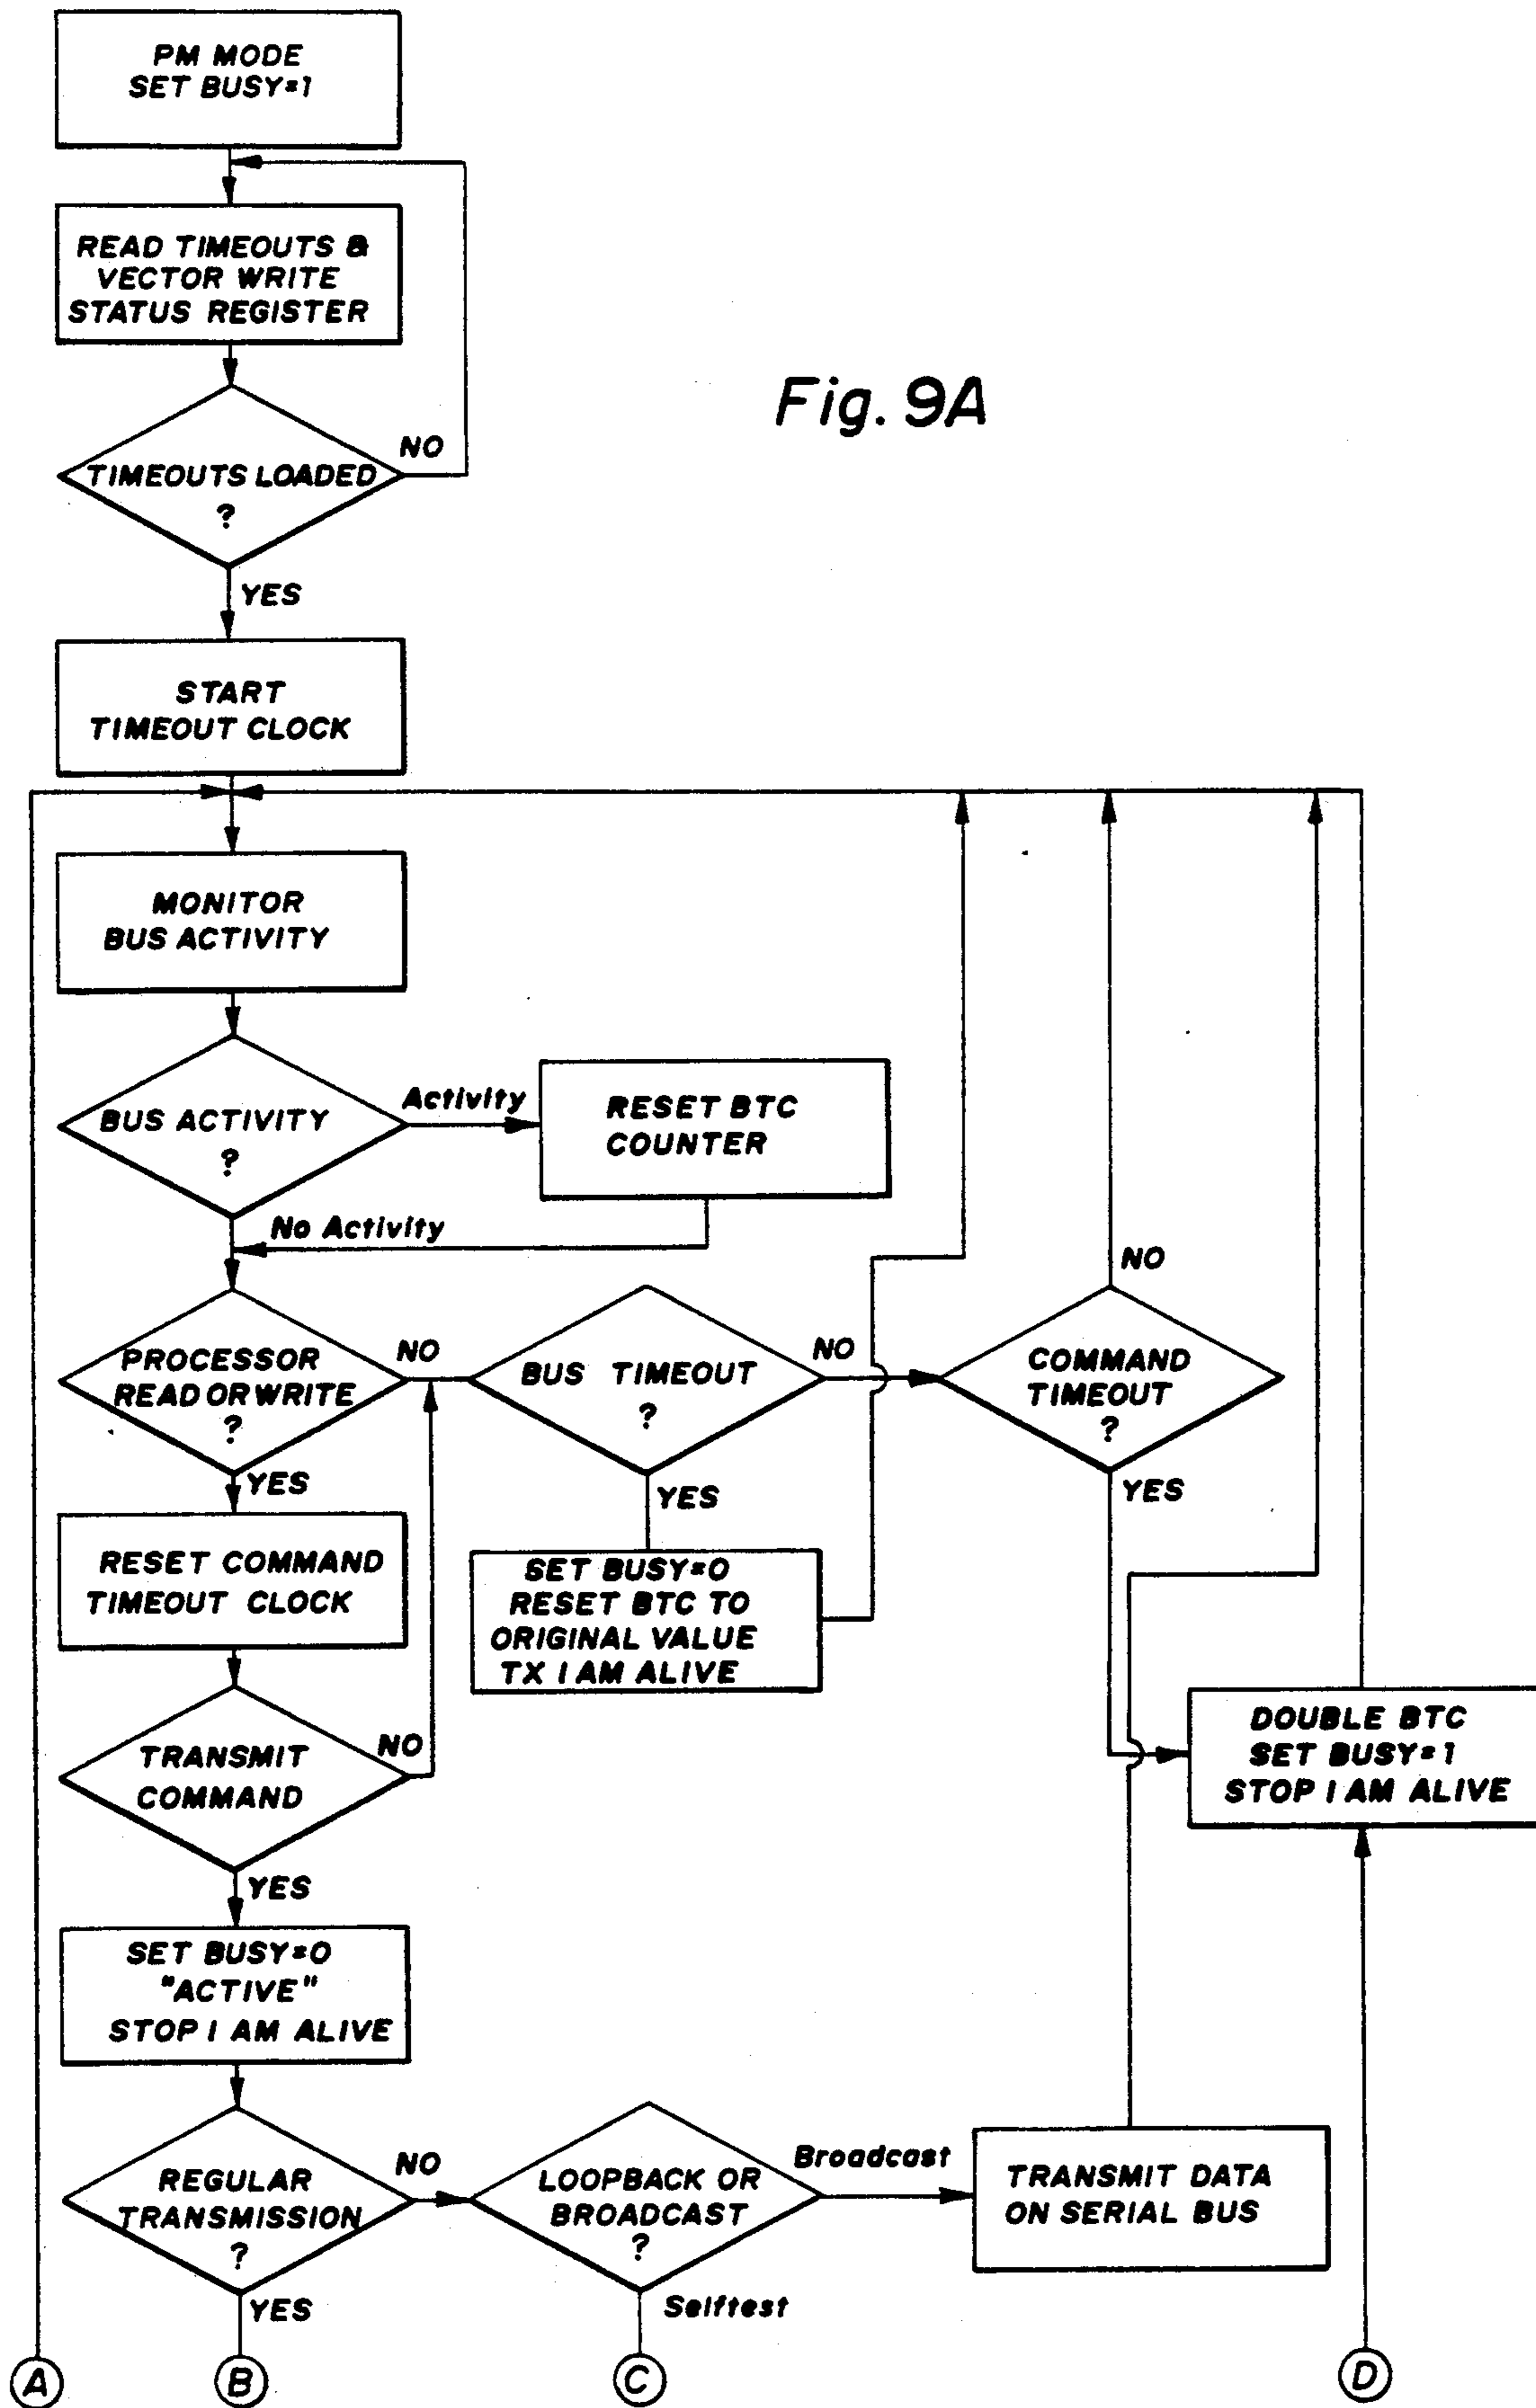 PM MODE
SET BUSY=1
READ TIMEOUTS &
VECTOR WRITE
STATUS REGISTER
Fig. 9A
TIMEOUTS LOADED
?
NO
YES
START
TIMEOUT CLOCK
MONITOR
BUS ACTIVITY
BUS ACTIVITY
?
Activity
RESET BTC
COUNTER
No Activity
PROCESSOR
READ OR WRITE
?
NO
BUS TIMEOUT
?
NO
COMMAND
TIMEOUT
?
NO
YES
YES
YES
RESET COMMAND
TIMEOUT CLOCK
SET BUSY=0
RESET BTC TO
ORIGINAL VALUE
TX I AM ALIVE
DOUBLE BTC
SET BUSY=1
STOP I AM ALIVE
TRANSMIT
COMMAND
NO
YES
SET BUSY=0
"ACTIVE"
STOP I AM ALIVE
REGULAR
TRANSMISSION
?
NO
LOOPBACK OR
BROADCAST
?
Broadcast
TRANSMIT DATA
ON SERIAL BUS
YES
Selftest
A
B
C
D